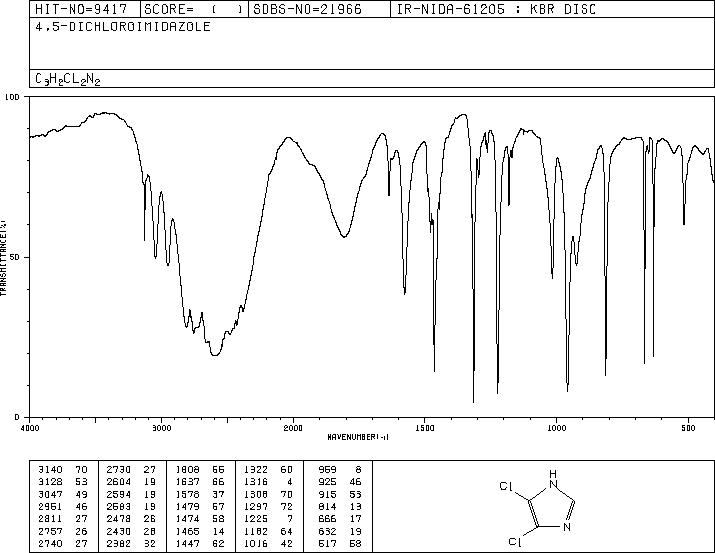 HIT-NO=9417 SCORE= ( ) SDBS-NO=21966 IR-NIDA-61205 : KBR DISC
4,5-DICHLOROIMIDAZOLE
C3H2CL2N2
100
50
0
TRANSMITTANCE(%)
4000 3000 2000 1500 1000 500
WAVENUMBER(-1)
3140 70 2730 27 1808 55 1322 60 959 8
3128 53 2604 19 1637 66 1316 4 925 46
3047 49 2594 19 1578 37 1308 70 915 53
2951 46 2583 19 1479 57 1297 72 814 13
2811 27 2478 26 1474 58 1225 7 666 17
2757 26 2430 28 1465 14 1182 64 632 19
2740 27 2382 32 1447 62 1016 42 517 58
H
N
Cl
N
Cl